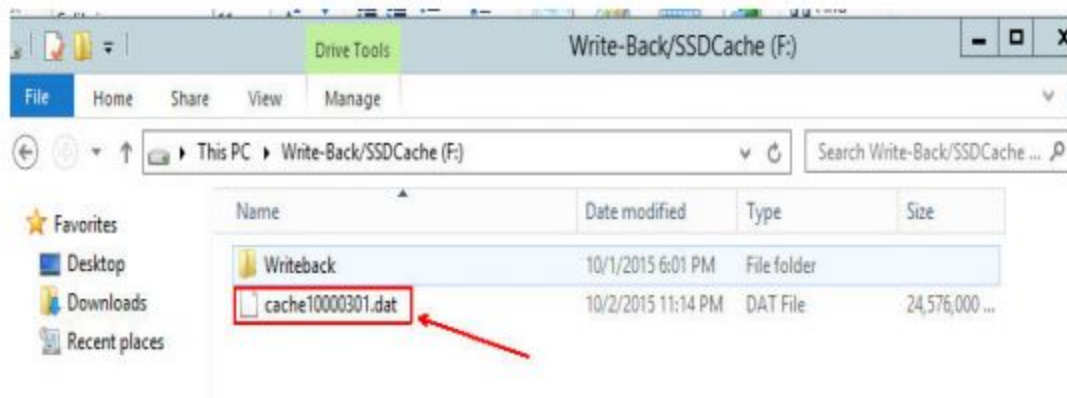 Drive Tools Write-Back/SSDCache (F:)
File Home Share View Manage
This PC Write-Back/SSDCache (F:) Search Write-Back/SSDCache ...
Favorites Name Date modified Type Size
Desktop Writeback 10/1/2015 6:01 PM File folder
Downloads cache10000301.dat 10/2/2015 11:14 PM DAT File 24,576,000 ...
Recent places